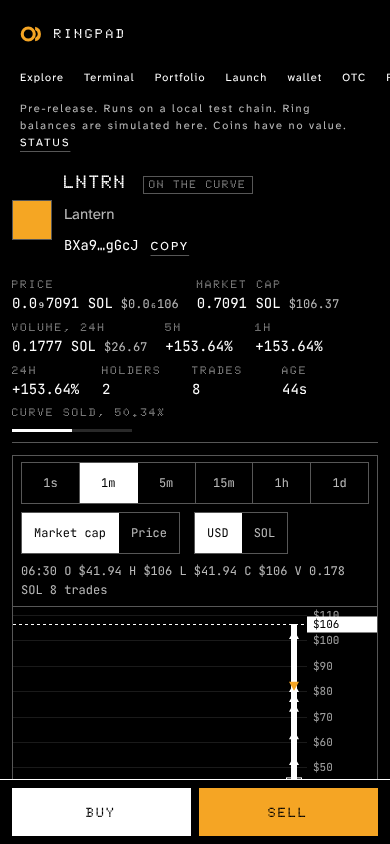 RINGPAD
Explore Terminal Portfolio Launch wallet OTC
Pre-release. Runs on a local test chain. Ring
balances are simulated here. Coins have no value.
STATUS
LNTRN ON THE CURVE
Lantern
BXa9…gGcJ COPY
PRICE MARKET CAP
0.0₉7091 SOL $0.0₆106 0.7091 SOL $106.37
VOLUME, 24H 5M 1H
0.1777 SOL $26.67 +153.64% +153.64%
24H HOLDERS TRADES AGE
+153.64% 2 8 44s
CURVE SOLD, 50.34%
1s 1m 5m 15m 1h 1d
Market cap Price USD SOL
06:30 O $41.94 H $106 L $41.94 C $106 V 0.178
SOL 8 trades
$110
$106
$100
$90
$80
$70
$60
$50
BUY SELL